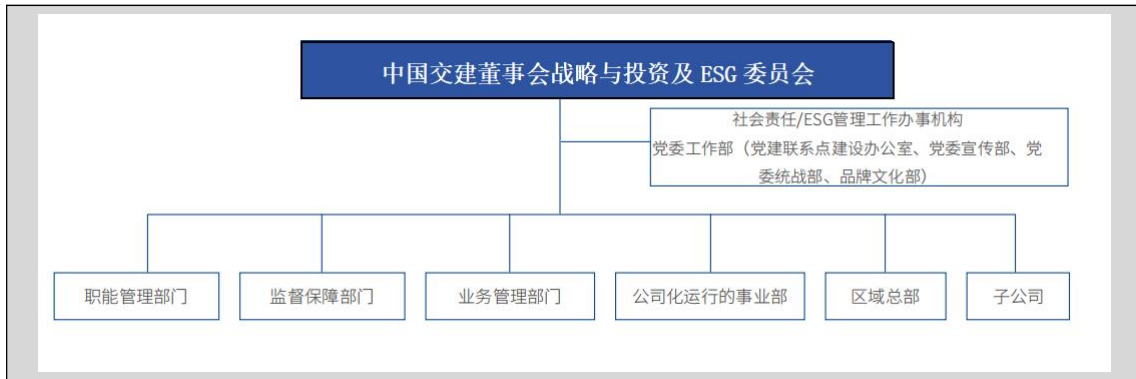 中国交建董事会战略与投资及 ESG 委员会
社会责任/ESG管理工作办事机构
党委工作部（党建联系点建设办公室、党委宣传部、党
委统战部、品牌文化部）
职能管理部门
监督保障部门
业务管理部门
公司化运行的事业部
区域总部
子公司